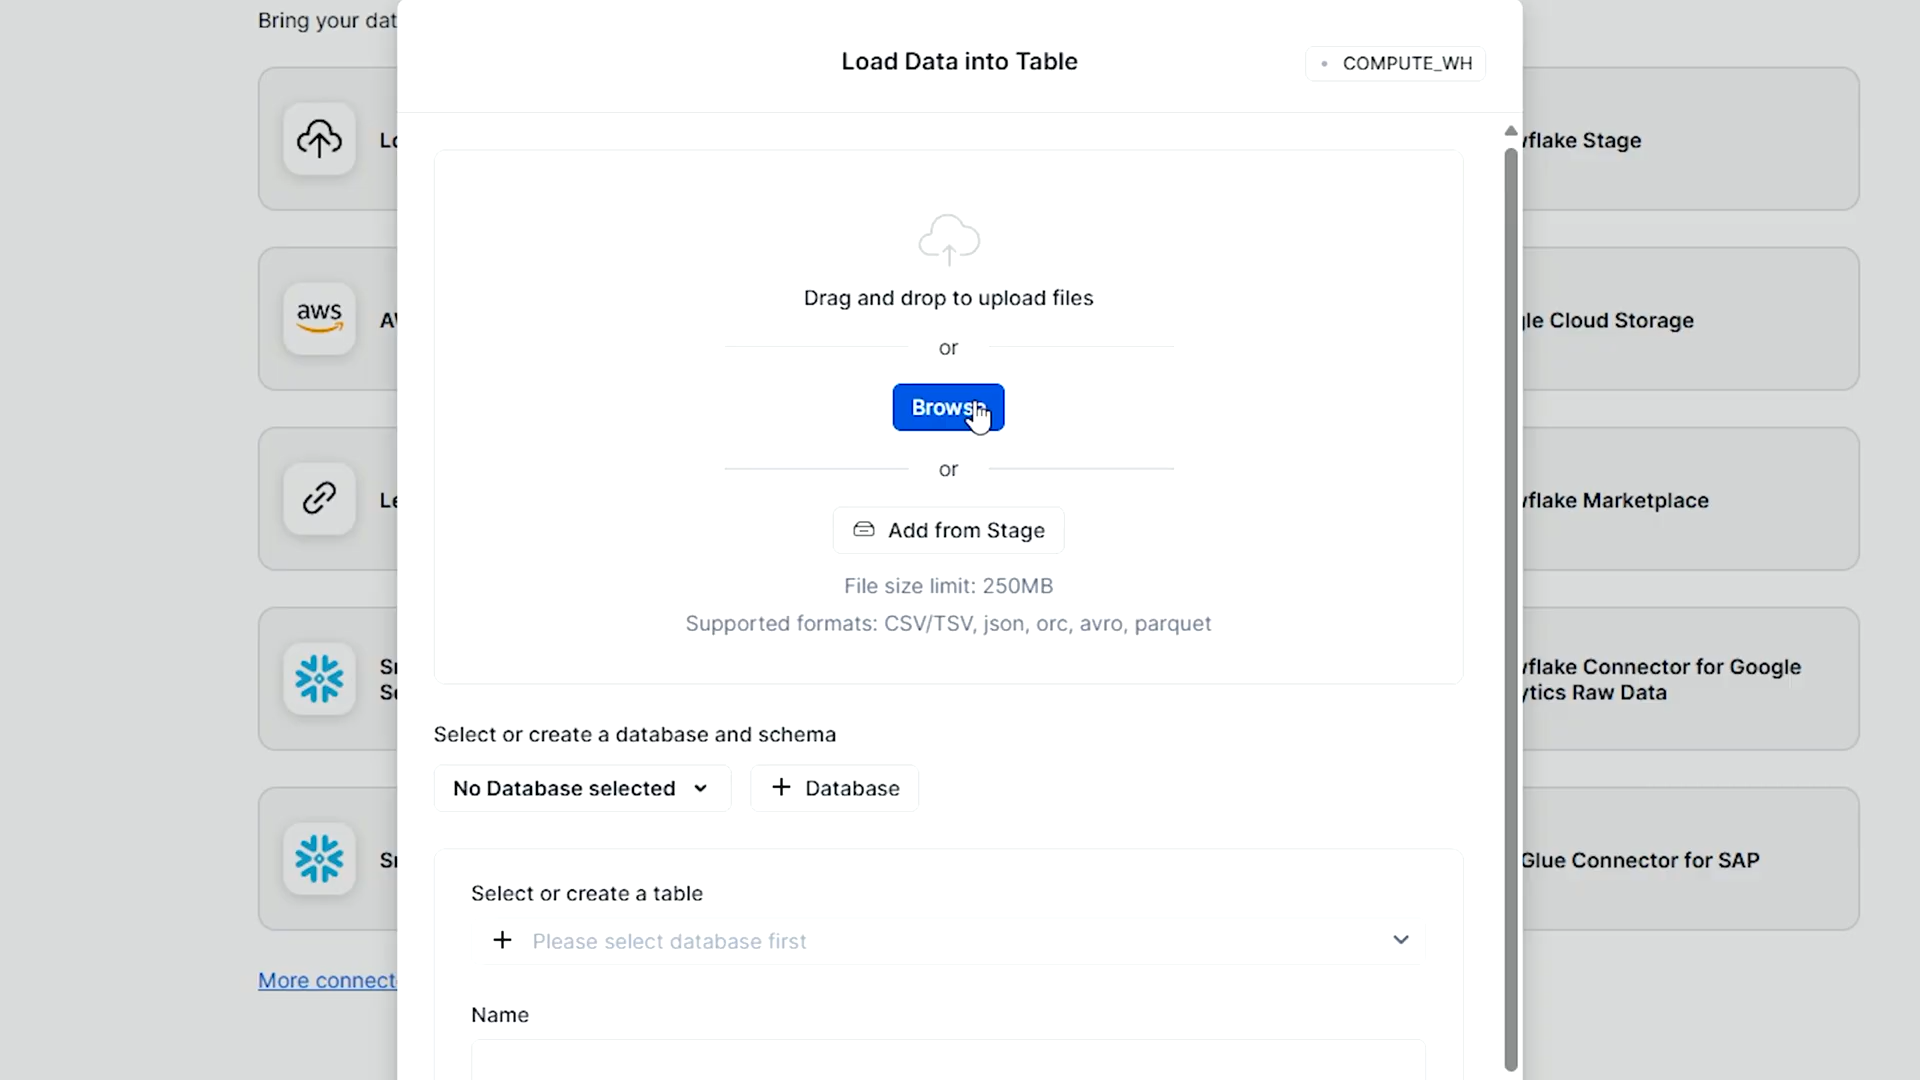 Bring your dat
Load Data into Table
COMPUTE_WH
flake Stage
Drag and drop to upload files
or
Browse
or
Add from Stage
File size limit: 250MB
Supported formats: CSV/TSV, json, orc, avro, parquet
aws
le Cloud Storage
flake Marketplace
flake Connector for Google
ytics Raw Data
Select or create a database and schema
No Database selected
+ Database
Glue Connector for SAP
Select or create a table
+ Please select database first
More connect
Name